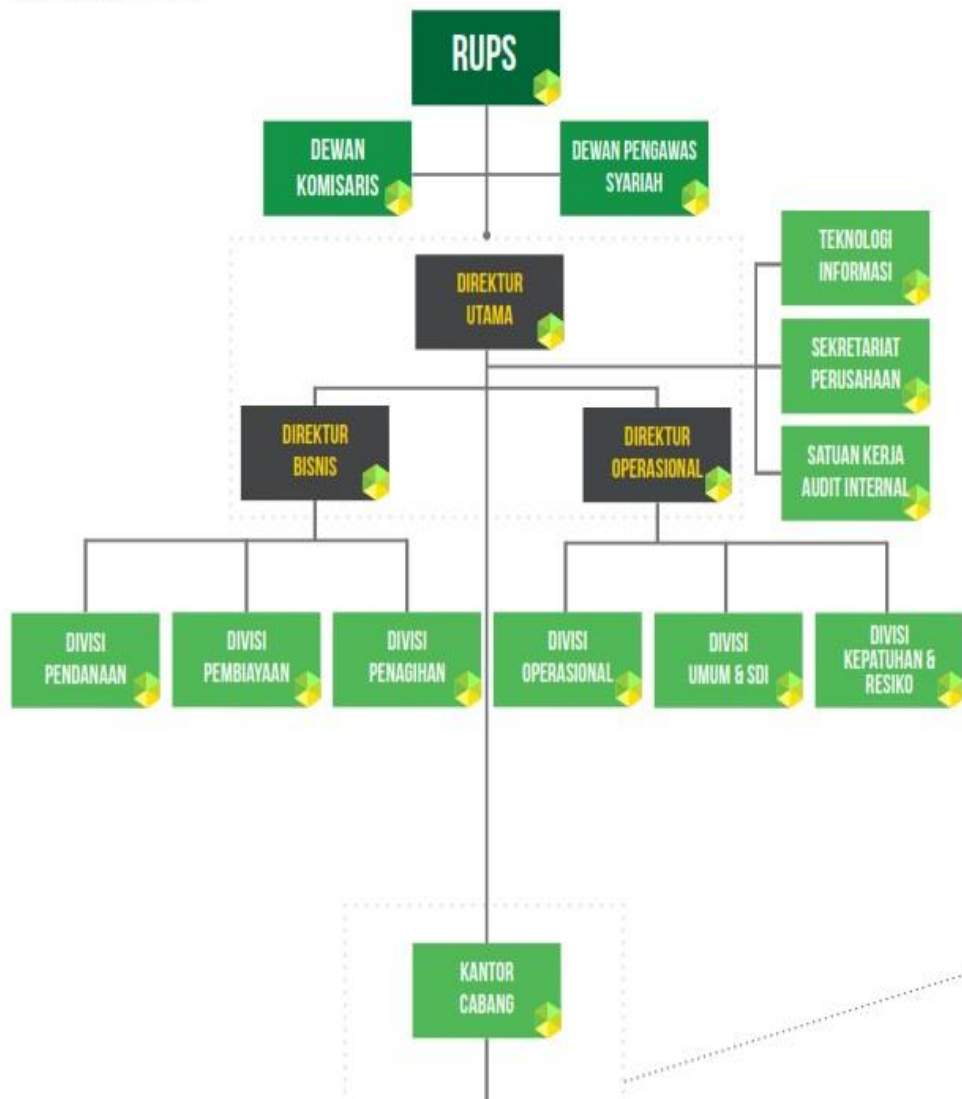 RUPS
DEWAN
KOMISARIS
DEWAN PENGAWAS
SYARIAH
TEKNOLOGI
INFORMASI
DIREKTUR
UTAMA
SEKRETARIAT
PERUSAHAAN
DIREKTUR
BISNIS
DIREKTUR
OPERASIONAL
SATUAN KERJA
AUDIT INTERNAL
DIVISI
PENDANAAN
DIVISI
PEMBIAYAAN
DIVISI
PENAGIHAN
DIVISI
OPERASIONAL
DIVISI
UMUM & SDI
DIVISI
KEPATUHAN &
RESIKO
KANTOR
CABANG